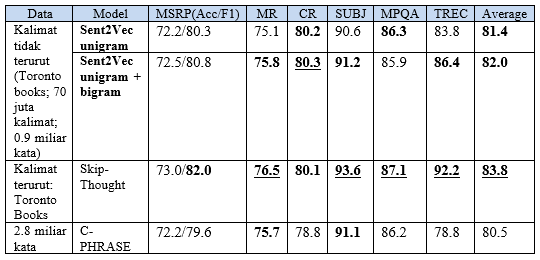 Data Model MSRP(Acc/F1) MR CR SUBJ MPQA TREC Average
Kalimat Sent2Vec 72.2/80.3 75.1 80.2 90.6 86.3 83.8 81.4
tidak unigram
terurut Sent2Vec 72.5/80.8 75.8 80.3 91.2 85.9 86.4 82.0
(Toronto unigram +
books; 70 bigram
juta
kalimat;
0.9 miliar
kata)
Kalimat Skip- 73.0/82.0 76.5 80.1 93.6 87.1 92.2 83.8
terurut: Thought
Toronto
Books
2.8 miliar C- 72.2/79.6 75.7 78.8 91.1 86.2 78.8 80.5
kata PHRASE